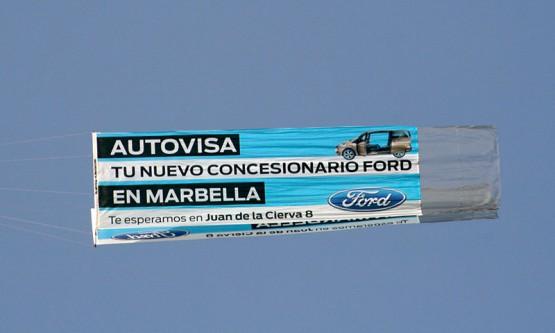 AUTOVISA
TU NUEVO CONCESIONARIO FORD
EN MARBELLA
Ford
Te esperamos en Juan de la Cierva 8